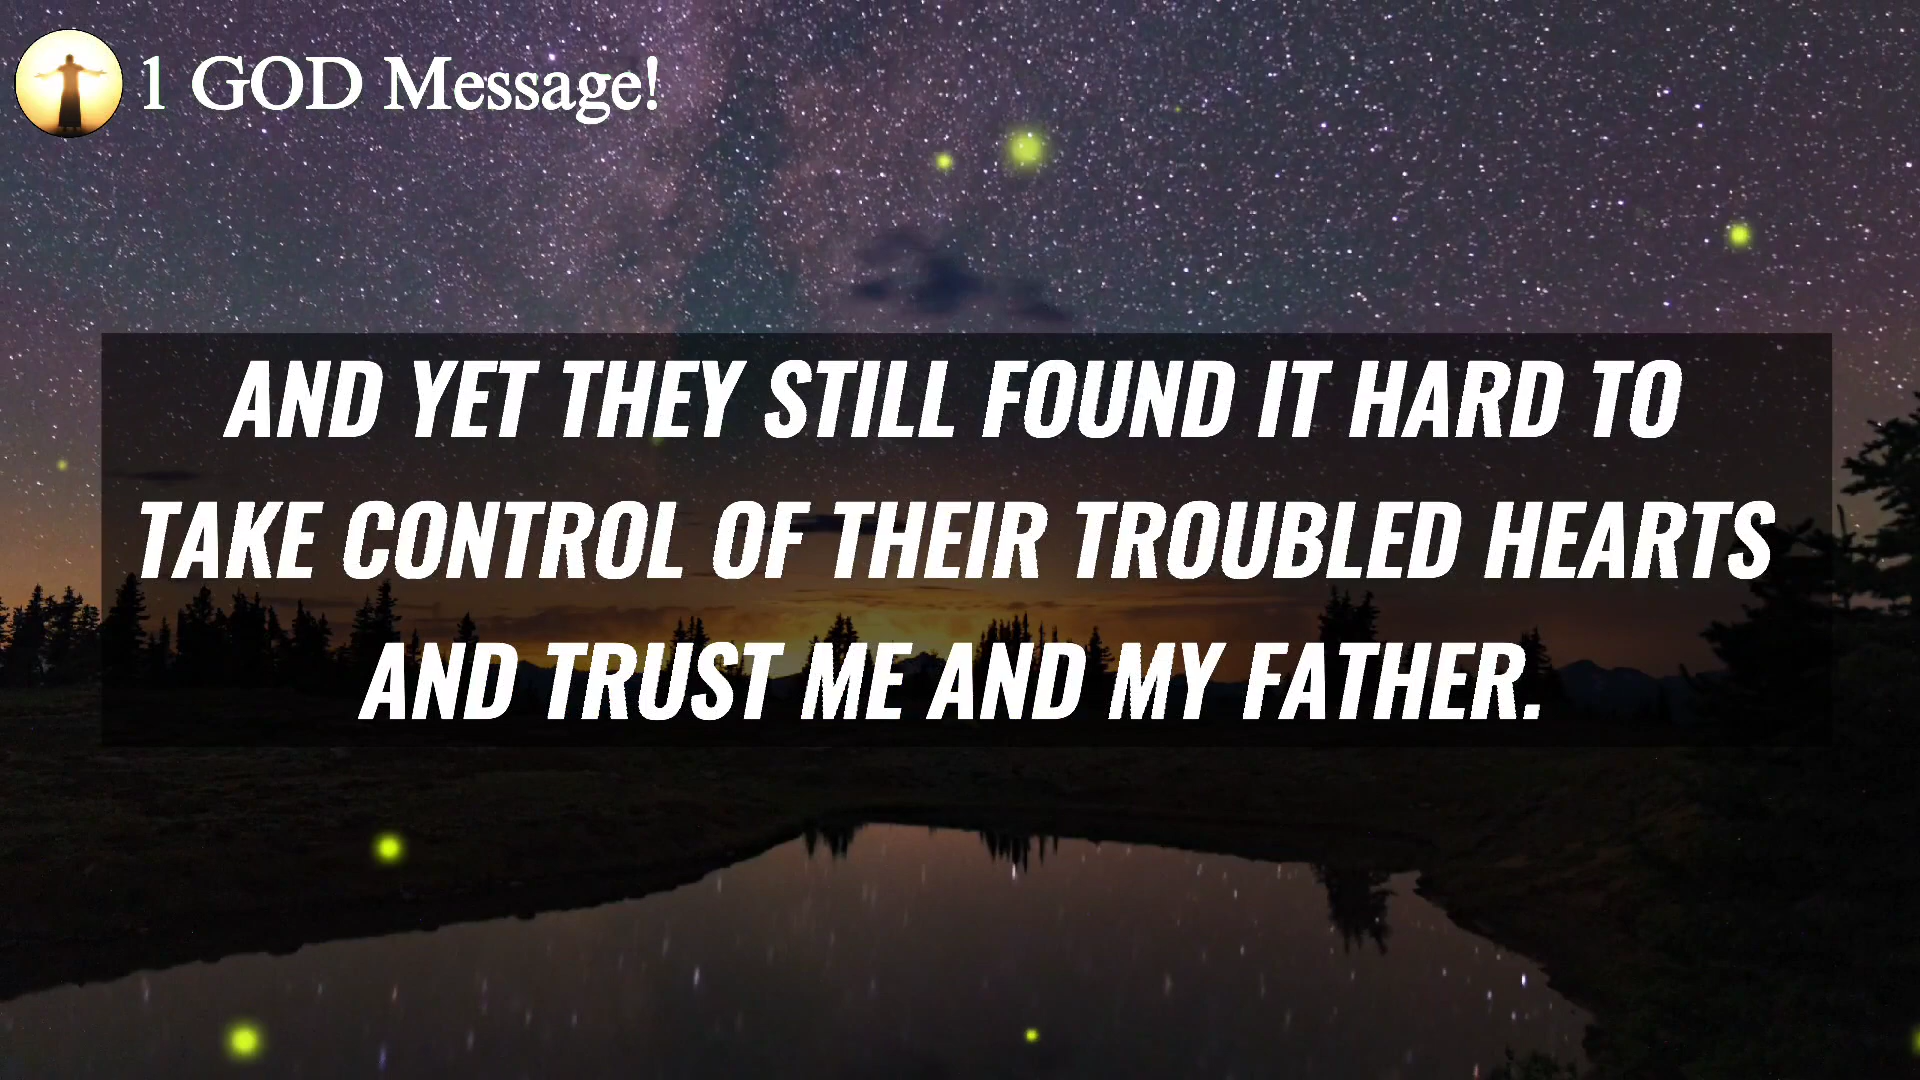 1 GOD Message!
AND YET THEY STILL FOUND IT HARD TO
TAKE CONTROL OF THEIR TROUBLED HEARTS
AND TRUST ME AND MY FATHER.